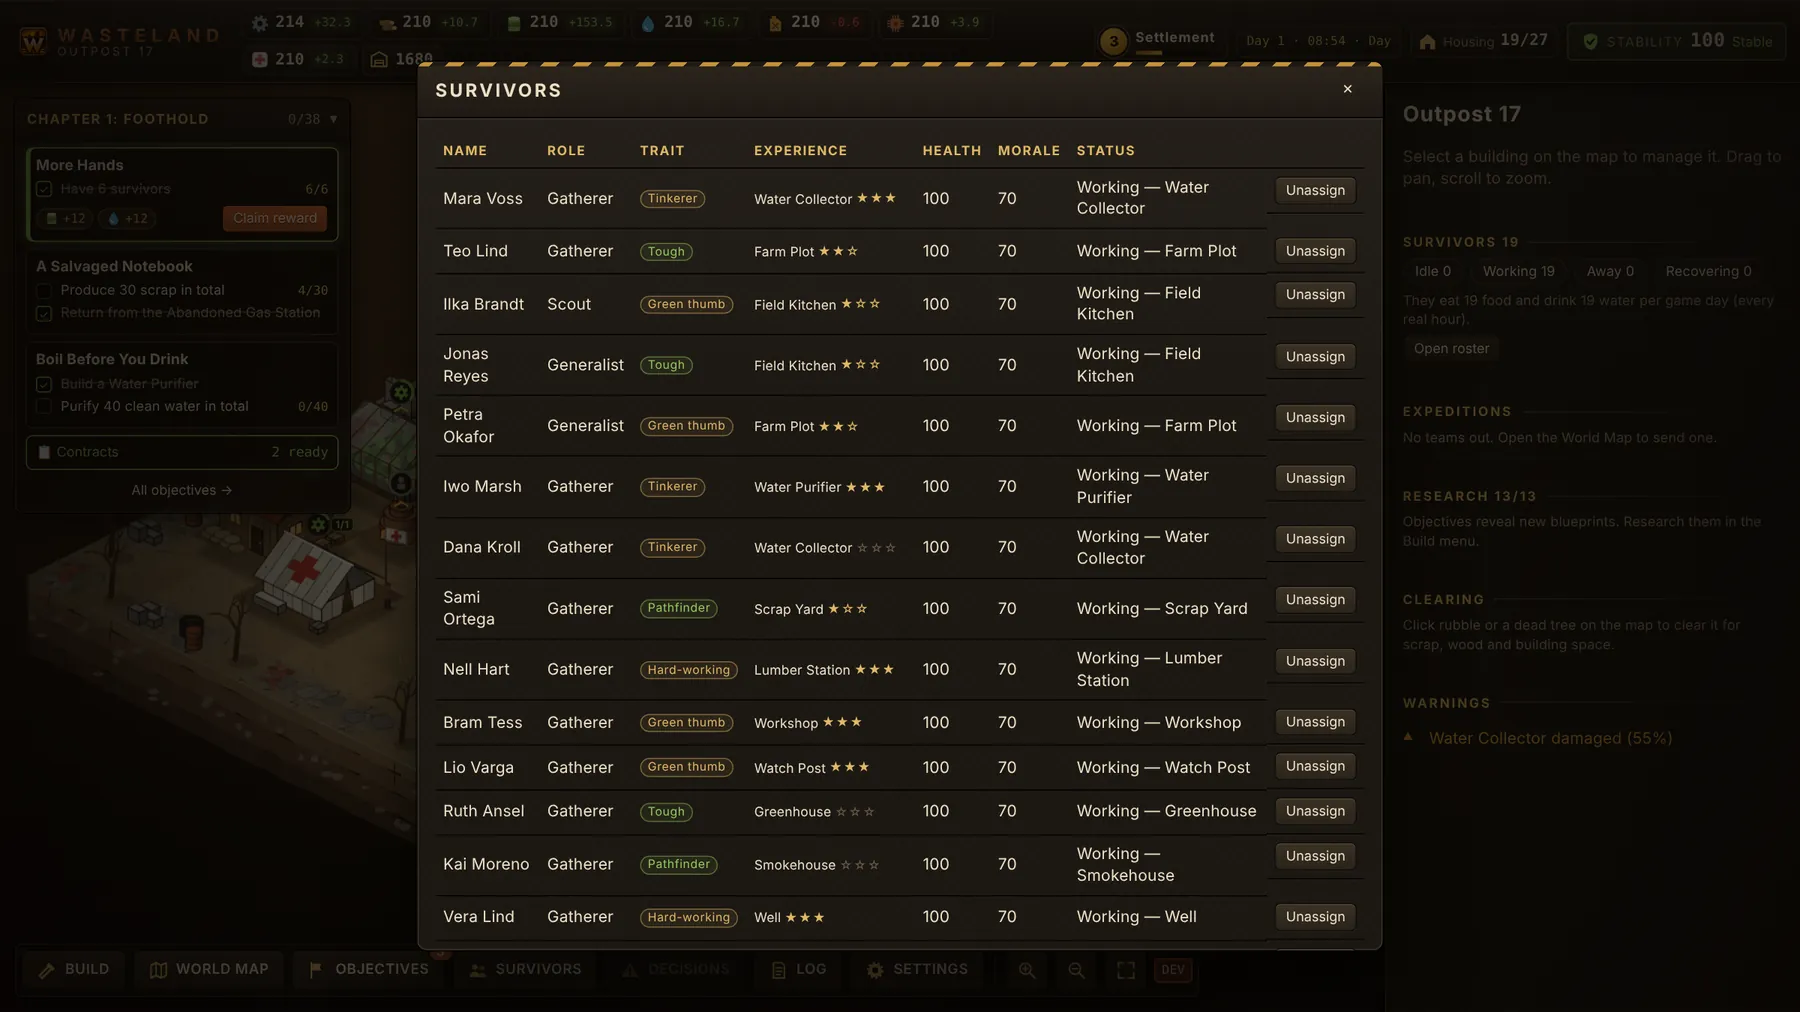 WASTELAND
OUTPOST 17
214 +32.3
210 +10.7
210 +153.5
210 +16.7
210 -8.6
210 +3.9
210 +2.3
1680
3 Settlement
Day 1 · 08:54 · Day
Housing 19/27
STABILITY 100 Stable
CHAPTER 1: FOOTHOLD 0/38 ▼
More Hands
Have 6 survivors 6/6
+12 +12 Claim reward
A Salvaged Notebook
Produce 30 scrap in total 4/30
Return from the Abandoned Gas Station
Boil Before You Drink
Build a Water Purifier
Purify 40 clean water in total 0/40
Contracts 2 ready
All objectives →
1/1
SURVIVORS ×
NAME ROLE TRAIT EXPERIENCE HEALTH MORALE STATUS
Mara Voss Gatherer Tinkerer Water Collector ★★★ 100 70 Working — Water Collector Unassign
Teo Lind Gatherer Tough Farm Plot ★★☆ 100 70 Working — Farm Plot Unassign
Ilka Brandt Scout Green thumb Field Kitchen ★☆☆ 100 70 Working — Field Kitchen Unassign
Jonas Reyes Generalist Tough Field Kitchen ★☆☆ 100 70 Working — Field Kitchen Unassign
Petra Okafor Generalist Green thumb Farm Plot ★★☆ 100 70 Working — Farm Plot Unassign
Iwo Marsh Gatherer Tinkerer Water Purifier ★★★ 100 70 Working — Water Purifier Unassign
Dana Kroll Gatherer Tinkerer Water Collector ☆☆☆ 100 70 Working — Water Collector Unassign
Sami Ortega Gatherer Pathfinder Scrap Yard ★☆☆ 100 70 Working — Scrap Yard Unassign
Nell Hart Gatherer Hard-working Lumber Station ★★★ 100 70 Working — Lumber Station Unassign
Bram Tess Gatherer Green thumb Workshop ★★★ 100 70 Working — Workshop Unassign
Lio Varga Gatherer Green thumb Watch Post ★★★ 100 70 Working — Watch Post Unassign
Ruth Ansel Gatherer Tough Greenhouse ☆☆☆ 100 70 Working — Greenhouse Unassign
Kai Moreno Gatherer Pathfinder Smokehouse ☆☆☆ 100 70 Working — Smokehouse Unassign
Vera Lind Gatherer Hard-working Well ★★★ 100 70 Working — Well Unassign
Outpost 17
Select a building on the map to manage it. Drag to
pan, scroll to zoom.
SURVIVORS 19
Idle 0 Working 19 Away 0 Recovering 0
They eat 19 food and drink 19 water per game day (every
real hour).
Open roster
EXPEDITIONS
No teams out. Open the World Map to send one.
RESEARCH 13/13
Objectives reveal new blueprints. Research them in the
Build menu.
CLEARING
Click rubble or a dead tree on the map to clear it for
scrap, wood and building space.
WARNINGS
Water Collector damaged (55%)
BUILD
WORLD MAP
OBJECTIVES
SURVIVORS
DECISIONS
LOG
SETTINGS
DEV